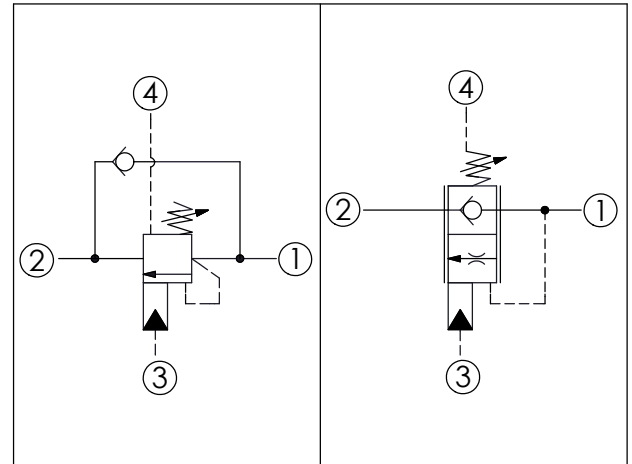 ④ ④
② ①
② ①
③ ③